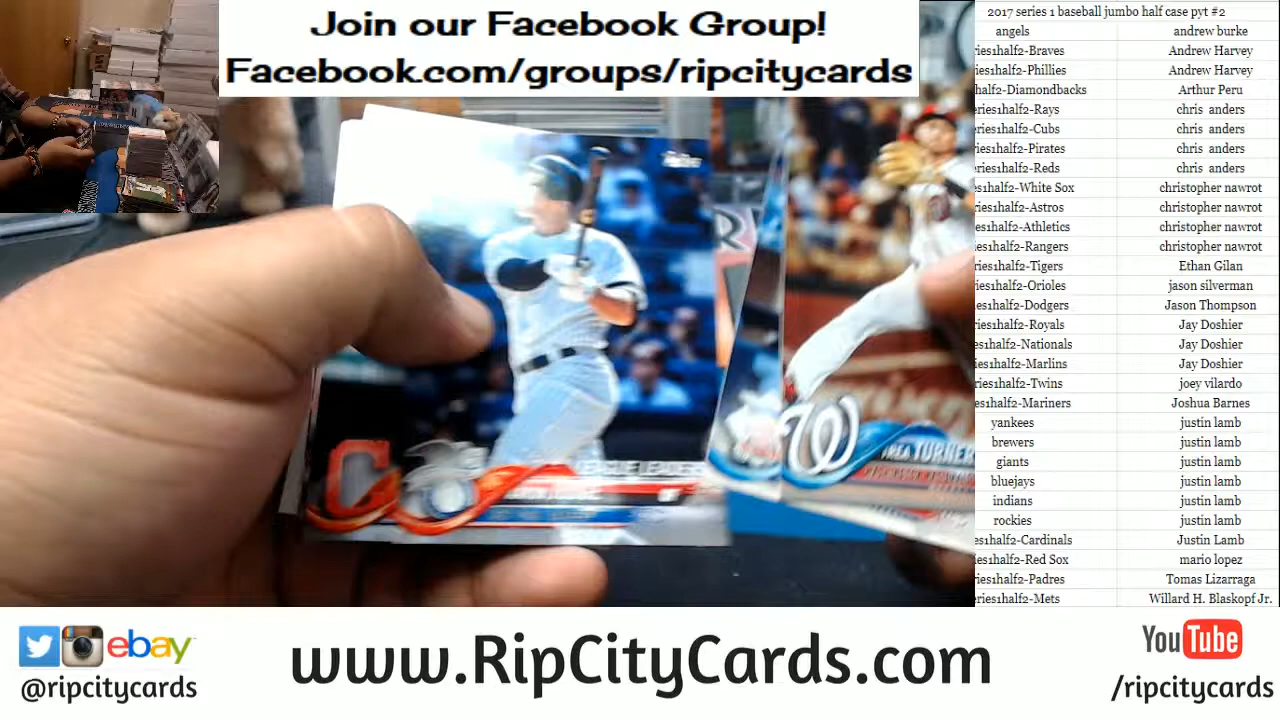 Join our Facebook Group!
Facebook.com/groups/ripcitycards
2017 series 1 baseball jumbo half case pyt #2
angels andrew burke
ries1half2-Braves Andrew Harvey
ries1half2-Phillies Andrew Harvey
half2-Diamondbacks Arthur Peru
eries1half2-Rays chris anders
eries1half2-Cubs chris anders
ries1half2-Pirates chris anders
eries1half2-Reds chris anders
es1half2-White Sox christopher nawrot
ries1half2-Astros christopher nawrot
es1half2-Athletics christopher nawrot
es1half2-Rangers christopher nawrot
ries1half2-Tigers Ethan Gilan
ries1half2-Orioles jason silverman
es1half2-Dodgers Jason Thompson
ries1half2-Royals Jay Doshier
es1half2-Nationals Jay Doshier
ries1half2-Marlins Jay Doshier
ries1half2-Twins joey vilardo
es1half2-Mariners Joshua Barnes
yankees justin lamb
brewers justin lamb
giants justin lamb
bluejays justin lamb
indians justin lamb
rockies justin lamb
es1half2-Cardinals Justin Lamb
es1half2-Red Sox mario lopez
ries1half2-Padres Tomas Lizarraga
eries1half2-Mets Willard H. Blaskopf Jr.
W
TURNER
LEAGUE LEADERS
C
ebay
@ripcitycards
www.RipCityCards.com
YouTube
/ripcitycards